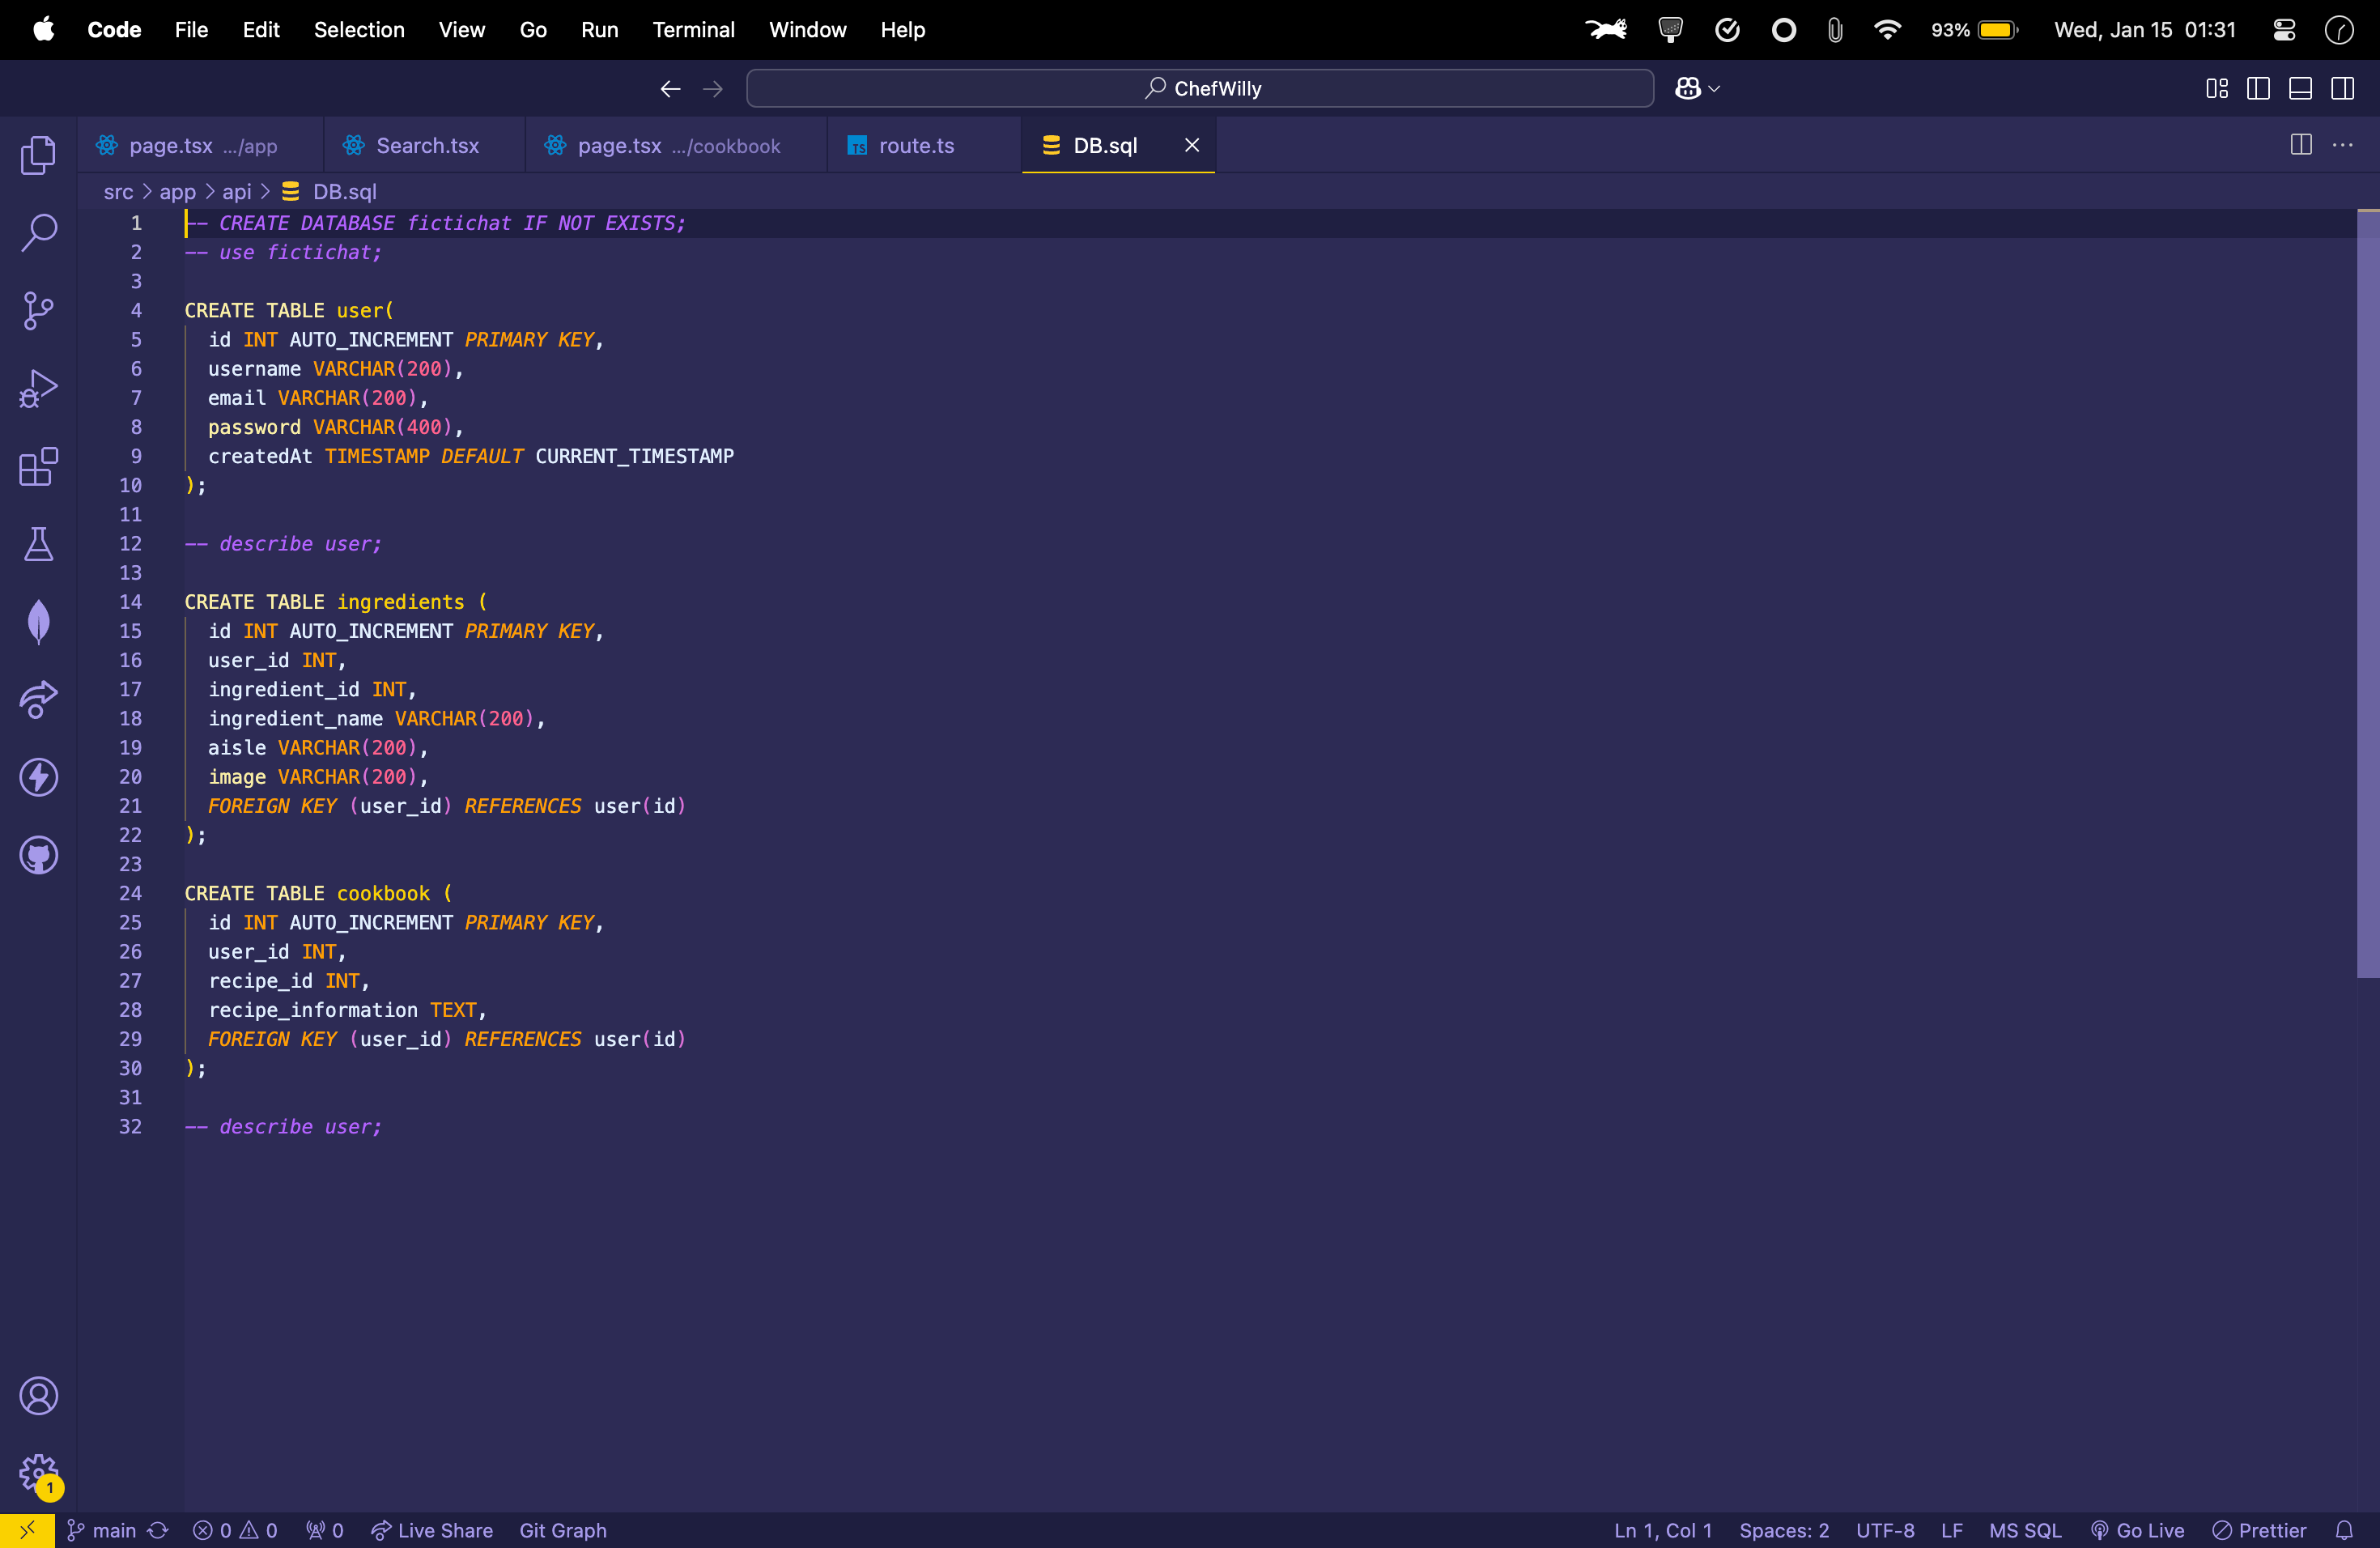 Code File Edit Selection View Go Run Terminal Window Help 93% Wed, Jan 15 01:31
ChefWilly
page.tsx .../app Search.tsx page.tsx .../cookbook TS route.ts DB.sql
src > app > api > DB.sql
1 -- CREATE DATABASE fictichat IF NOT EXISTS;
2 -- use fictichat;
3
4 CREATE TABLE user(
5 id INT AUTO_INCREMENT PRIMARY KEY,
6 username VARCHAR(200),
7 email VARCHAR(200),
8 password VARCHAR(400),
9 createdAt TIMESTAMP DEFAULT CURRENT_TIMESTAMP
10 );
11
12 -- describe user;
13
14 CREATE TABLE ingredients (
15 id INT AUTO_INCREMENT PRIMARY KEY,
16 user_id INT,
17 ingredient_id INT,
18 ingredient_name VARCHAR(200),
19 aisle VARCHAR(200),
20 image VARCHAR(200),
21 FOREIGN KEY (user_id) REFERENCES user(id)
22 );
23
24 CREATE TABLE cookbook (
25 id INT AUTO_INCREMENT PRIMARY KEY,
26 user_id INT,
27 recipe_id INT,
28 recipe_information TEXT,
29 FOREIGN KEY (user_id) REFERENCES user(id)
30 );
31
32 -- describe user;
1
main 0 0 0 Live Share Git Graph Ln 1, Col 1 Spaces: 2 UTF-8 LF MS SQL Go Live Prettier